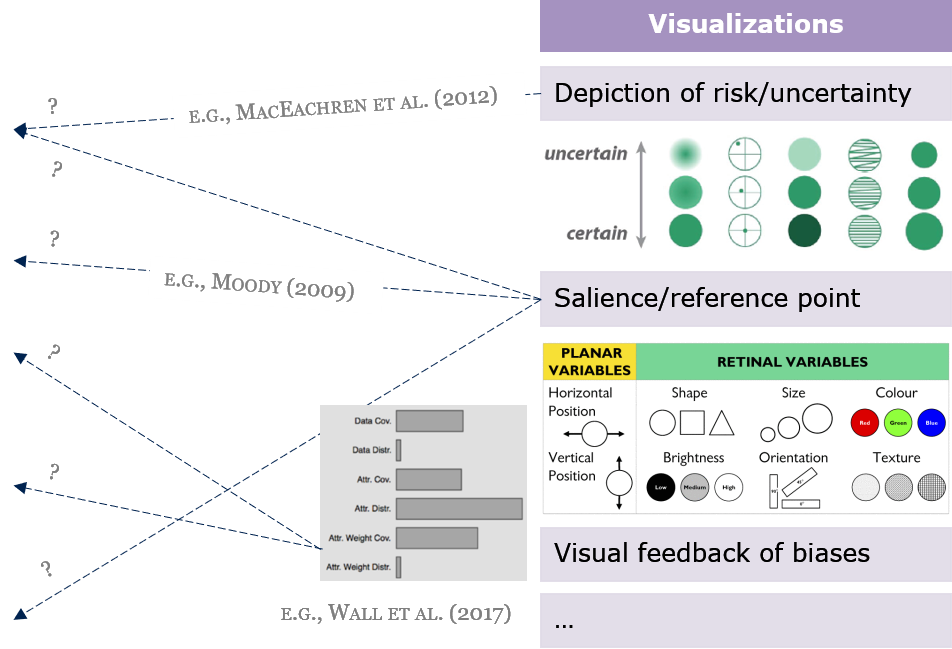 Visualizations
?
E.G., MACEACHREN ET AL. (2012)
Depiction of risk/uncertainty
?
uncertain
certain
?
E.G., MOODY (2009)
Salience/reference point
?
PLANAR
VARIABLES
RETINAL VARIABLES
Horizontal
Position
Shape
Size
Colour
Red
Green
Blue
Vertical
Position
Brightness
Orientation
Texture
Low
Medium
High
90°
45°
0°
Data Cov.
Data Distr.
Attr. Cov.
Attr. Distr.
Attr. Weight Cov.
Attr. Weight Distr.
?
?
Visual feedback of biases
E.G., WALL ET AL. (2017)
...